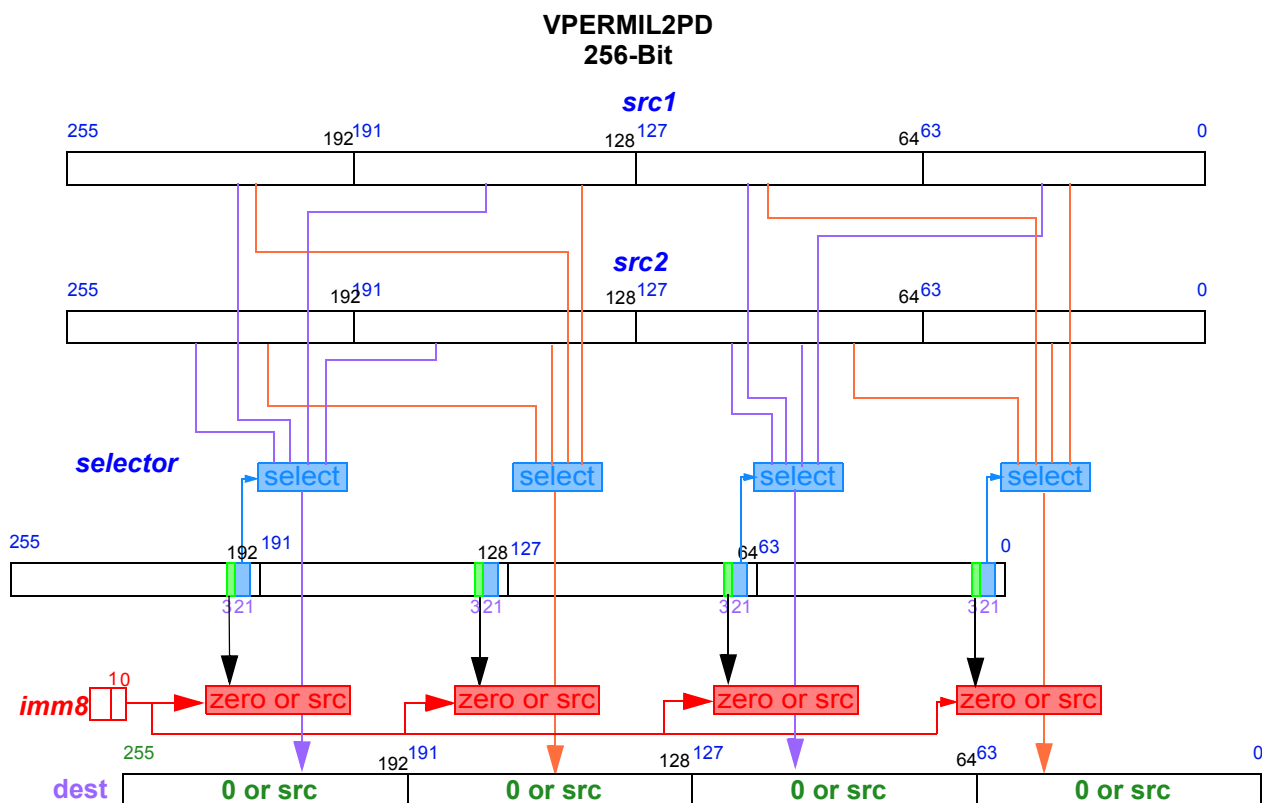 VPERMIL2PD
256-Bit
src1
255 192 191 128 127 64 63 0
src2
255 192 191 128 127 64 63 0
selector
select select select select
255 192 191 128 127 64 63 0
321 321 321 321
10
imm8 zero or src zero or src zero or src zero or src
255 192 191 128 127 64 63 0
dest 0 or src 0 or src 0 or src 0 or src